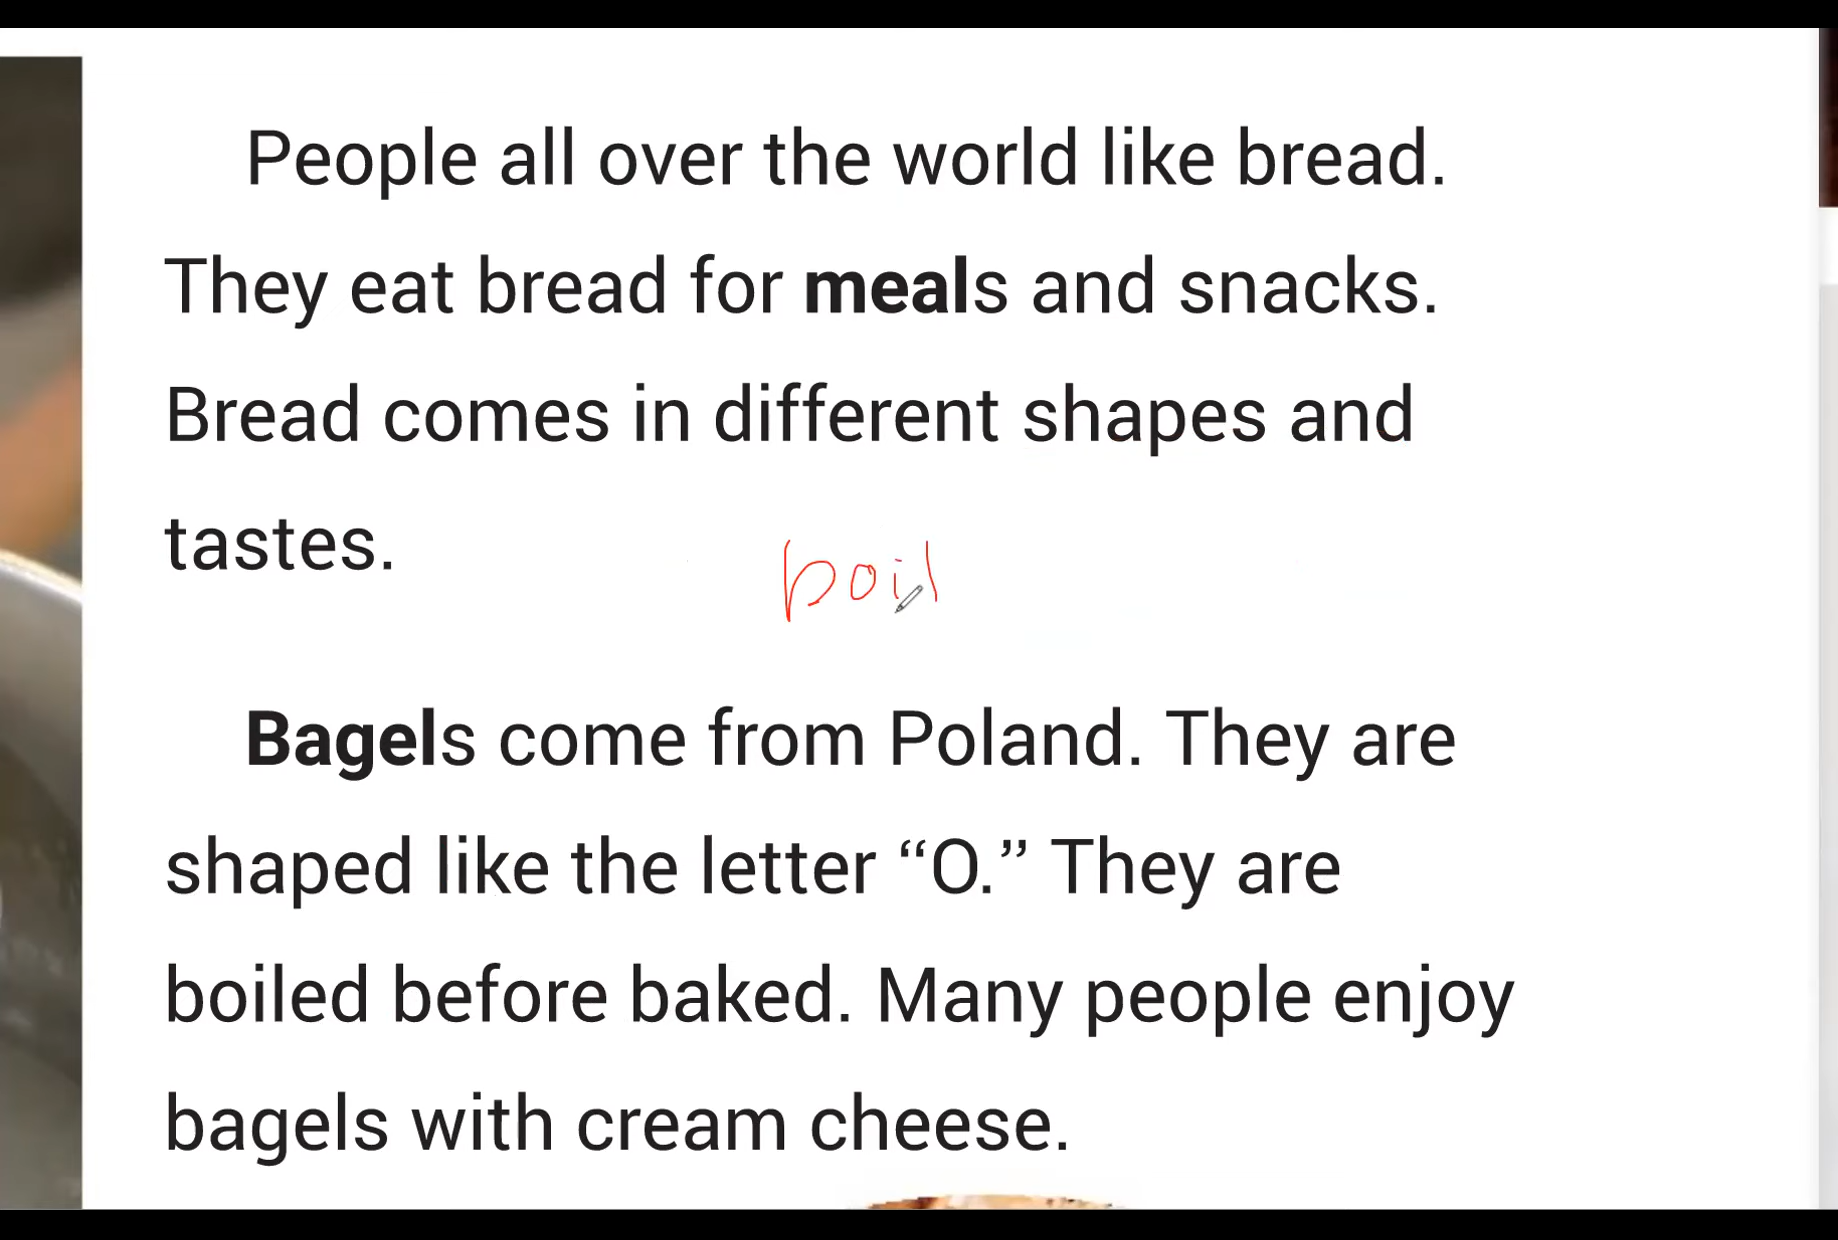 People all over the world like bread.
They eat bread for meals and snacks.
Bread comes in different shapes and
tastes.
boil
Bagels come from Poland. They are
shaped like the letter “O.” They are
boiled before baked. Many people enjoy
bagels with cream cheese.